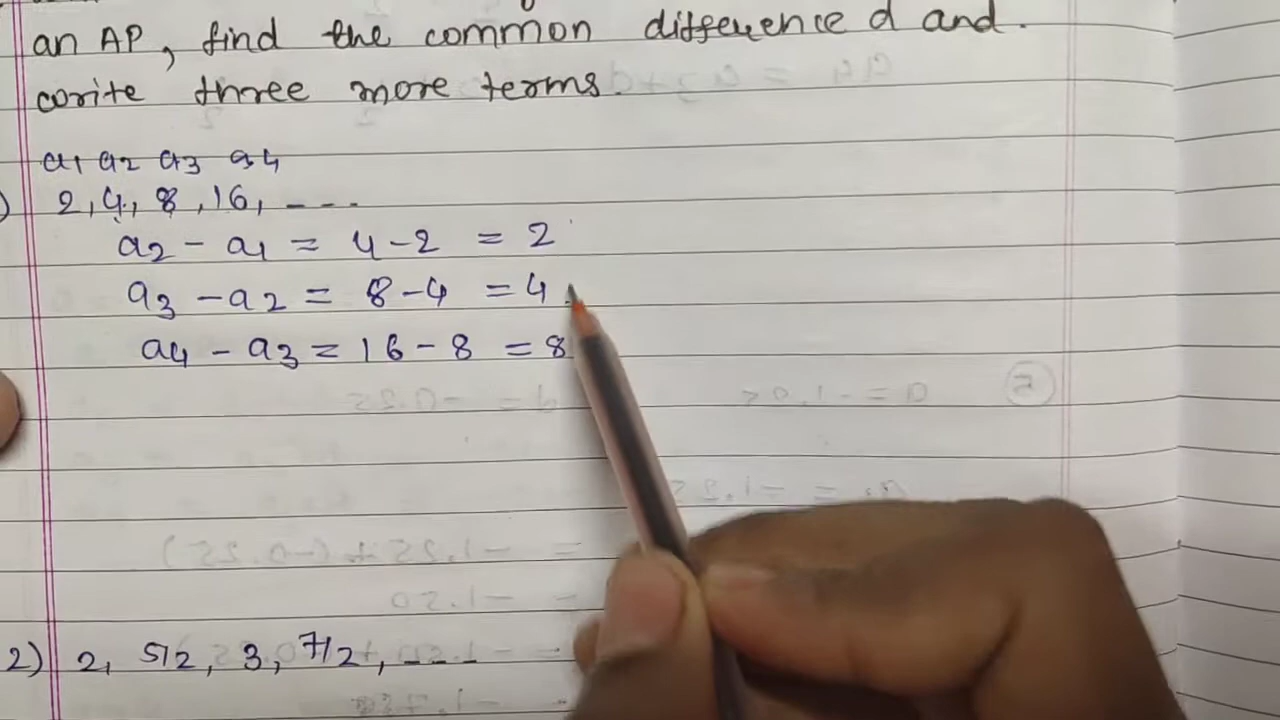 an AP, find the common difference d and
corite three more terms.
a1 a2 a3 a4
) 2, 4, 8, 16, ----
a2 - a1 = 4 - 2 = 2
a3 - a2 = 8 - 4 = 4
a4 - a3 = 16 - 8 = 8
2) 2, 5/2, 3, 7/2, ---